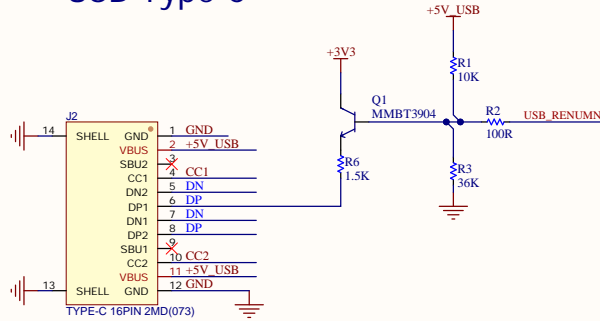 USB Type-C
+5V_USB
+3V3
R1
10K
Q1
MMBT3904
R2
100R
USB_RENUMN
R6
1.5K
R3
36K
J2
14 SHELL GND 1 GND
VBUS 2 +5V_USB
SBU2 3
CC1 4 CC1
DN2 5 DN
DP1 6 DP
DN1 7 DN
DP2 8 DP
SBU1 9
CC2 10 CC2
VBUS 11 +5V_USB
13 SHELL GND 12 GND
TYPE-C 16PIN 2MD(073)